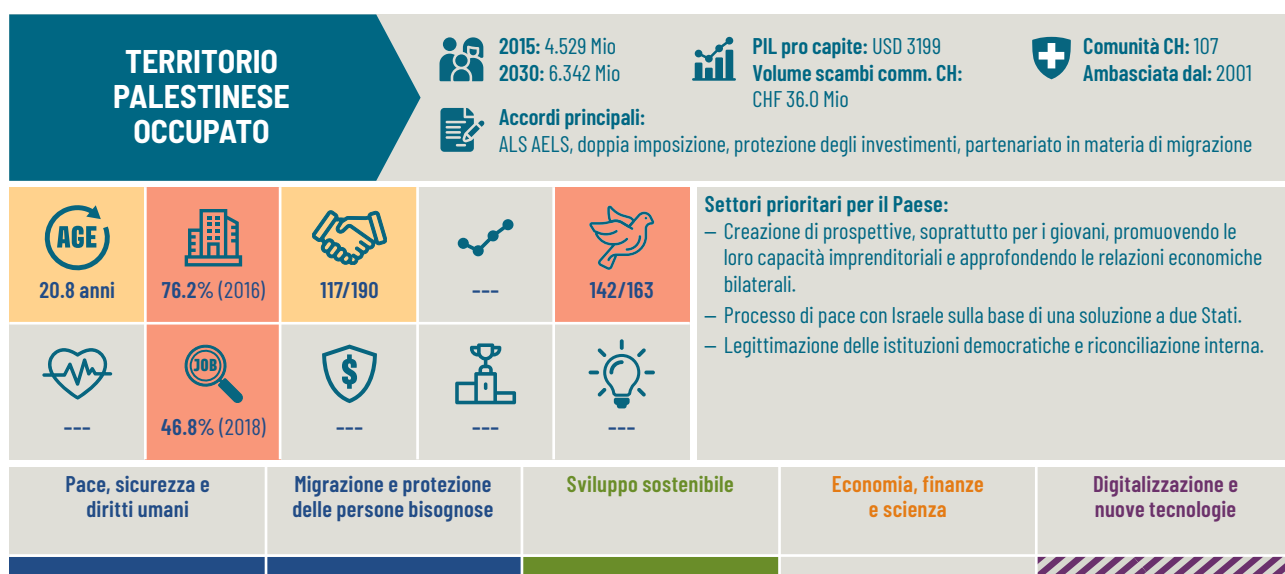 TERRITORIO
PALESTINESE
OCCUPATO
2015: 4.529 Mio
2030: 6.342 Mio
PIL pro capite: USD 3199
Volume scambi comm. CH:
CHF 36.0 Mio
Comunità CH: 107
Ambasciata dal: 2001
Accordi principali:
ALS AELS, doppia imposizione, protezione degli investimenti, partenariato in materia di migrazione
AGE
20.8 anni
76.2% (2016)
117/190
---
142/163
---
JOB
46.8% (2018)
$
---
---
---
Settori prioritari per il Paese:
– Creazione di prospettive, soprattutto per i giovani, promuovendo le
loro capacità imprenditoriali e approfondendo le relazioni economiche
bilaterali.
– Processo di pace con Israele sulla base di una soluzione a due Stati.
– Legittimazione delle istituzioni democratiche e riconciliazione interna.
Pace, sicurezza e
diritti umani
Migrazione e protezione
delle persone bisognose
Sviluppo sostenibile
Economia, finanze
e scienza
Digitalizzazione e
nuove tecnologie